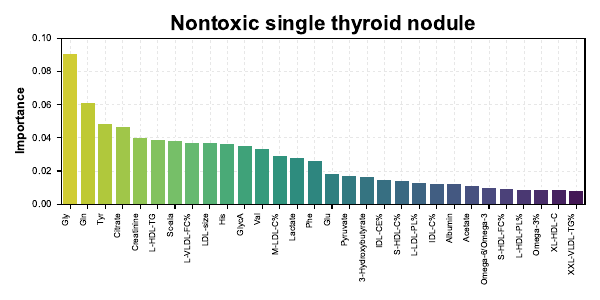 Nontoxic single thyroid nodule
Importance
0.10
0.08
0.06
0.04
0.02
0.00
Gly
Gln
Tyr
Citrate
Creatinine
L-HDL-TG
L-VLDL-FC%
LDL-size
His
GlycA
Val
M-LDL-C%
Lactate
Phe
Glu
Pyruvate
3-Hydroxybutyrate
IDL-CE%
S-HDL-C%
L-LDL-PL%
IDL-C%
Albumin
Acetate
Omega-6/Omega-3
S-HDL-FC%
L-HDL-PL%
Omega-3%
XL-HDL-C
XXL-VLDL-TG%